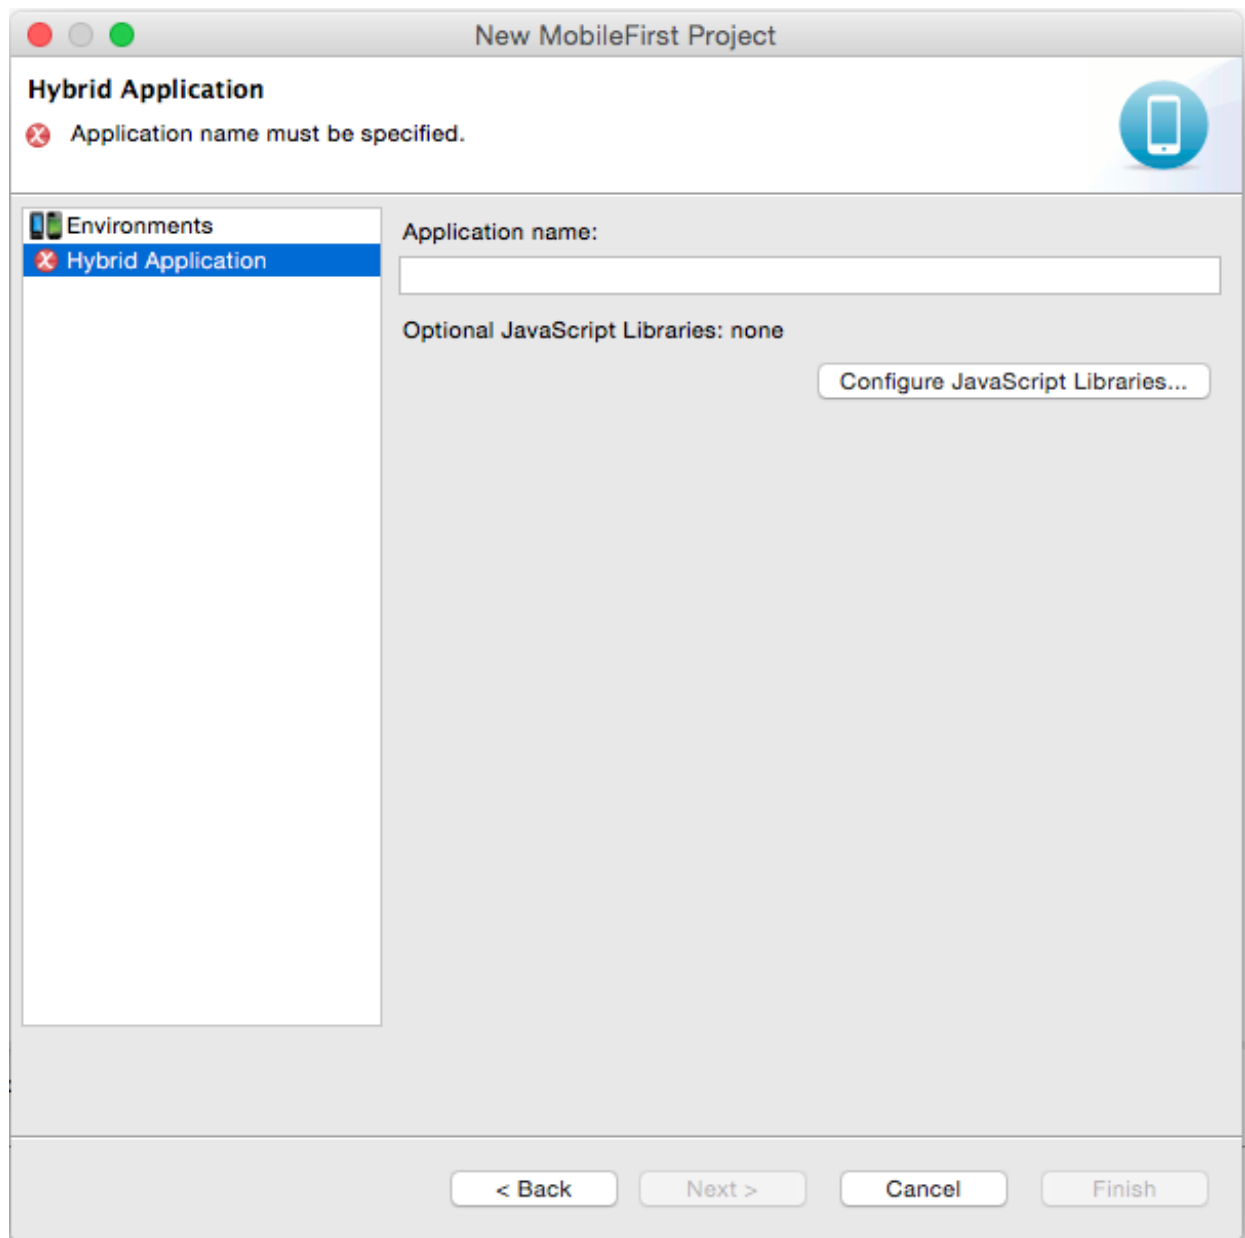 New MobileFirst Project
Hybrid Application
Application name must be specified.
Environments
Hybrid Application
Application name:
Optional JavaScript Libraries: none
Configure JavaScript Libraries...
< Back
Next >
Cancel
Finish